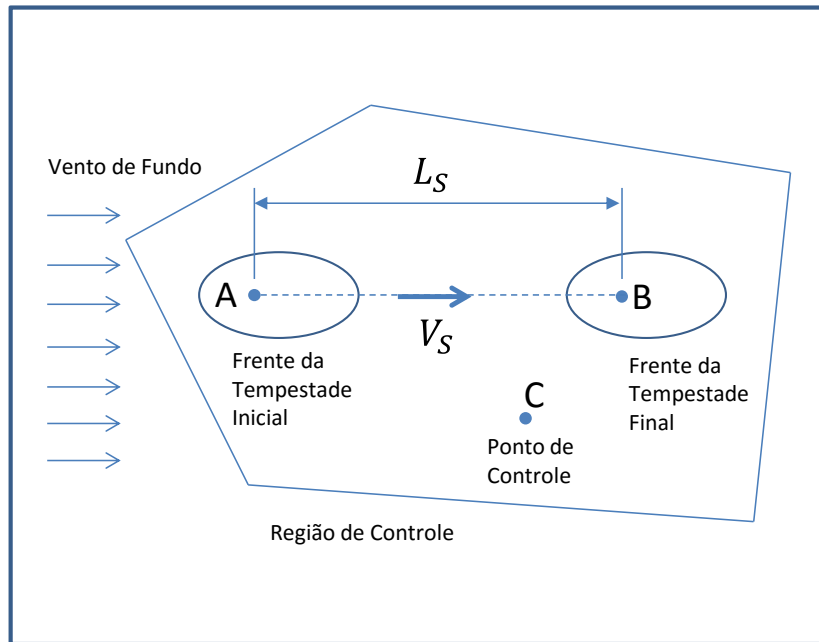 Vento de Fundo
L_S
A
B
V_S
Frente da
Tempestade
Inicial
Frente da
Tempestade
Final
C
Ponto de
Controle
Região de Controle